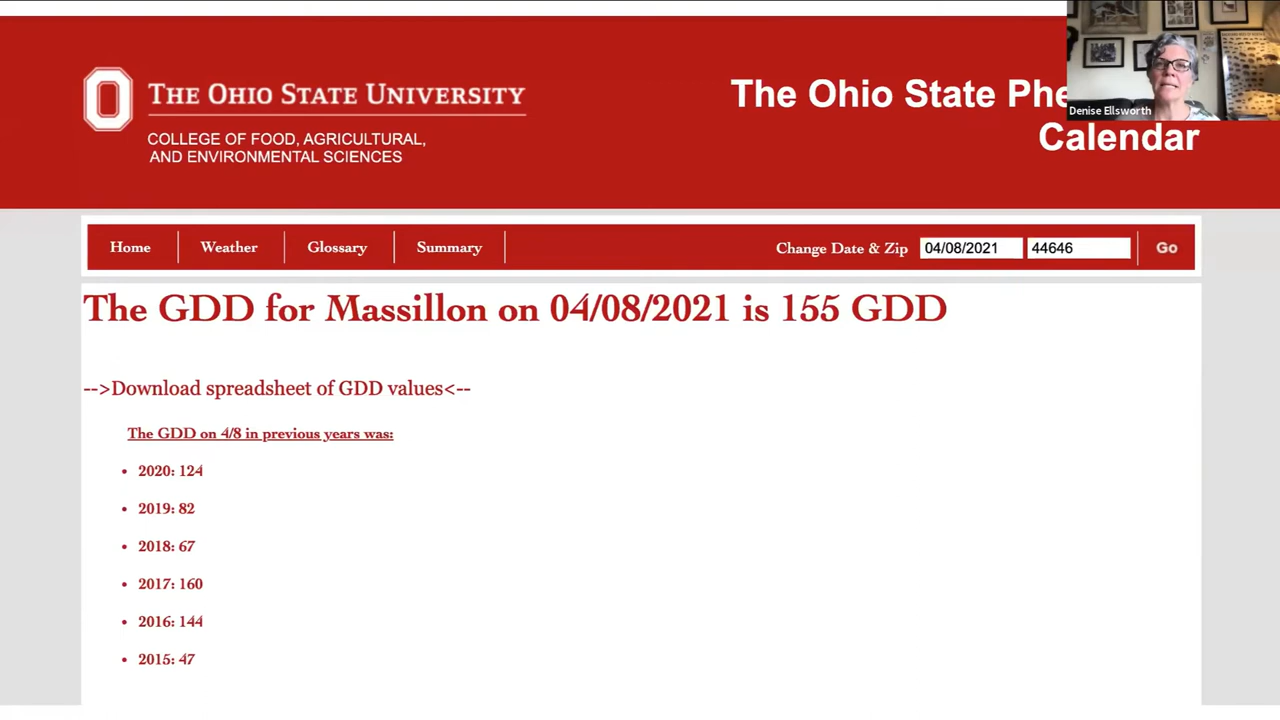 THE OHIO STATE UNIVERSITY
COLLEGE OF FOOD, AGRICULTURAL,
AND ENVIRONMENTAL SCIENCES
The Ohio State
Calendar
Denise Ellsworth
Home Weather Glossary Summary Change Date & Zip 04/08/2021 44646 Go
The GDD for Massillon on 04/08/2021 is 155 GDD
-->Download spreadsheet of GDD values<--
The GDD on 4/8 in previous years was:
• 2020: 124
• 2019: 82
• 2018: 67
• 2017: 160
• 2016: 144
• 2015: 47